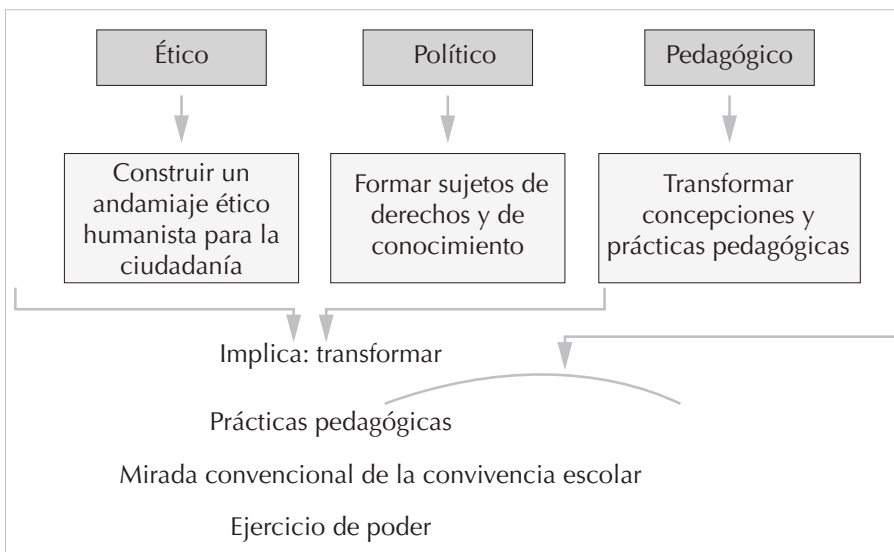 Ético
Político
Pedagógico
Construir un
andamiaje ético
humanista para la
ciudadanía
Formar sujetos de
derechos y de
conocimiento
Transformar
concepciones y
prácticas pedagógicas
Implica: transformar
Prácticas pedagógicas
Mirada convencional de la convivencia escolar
Ejercicio de poder